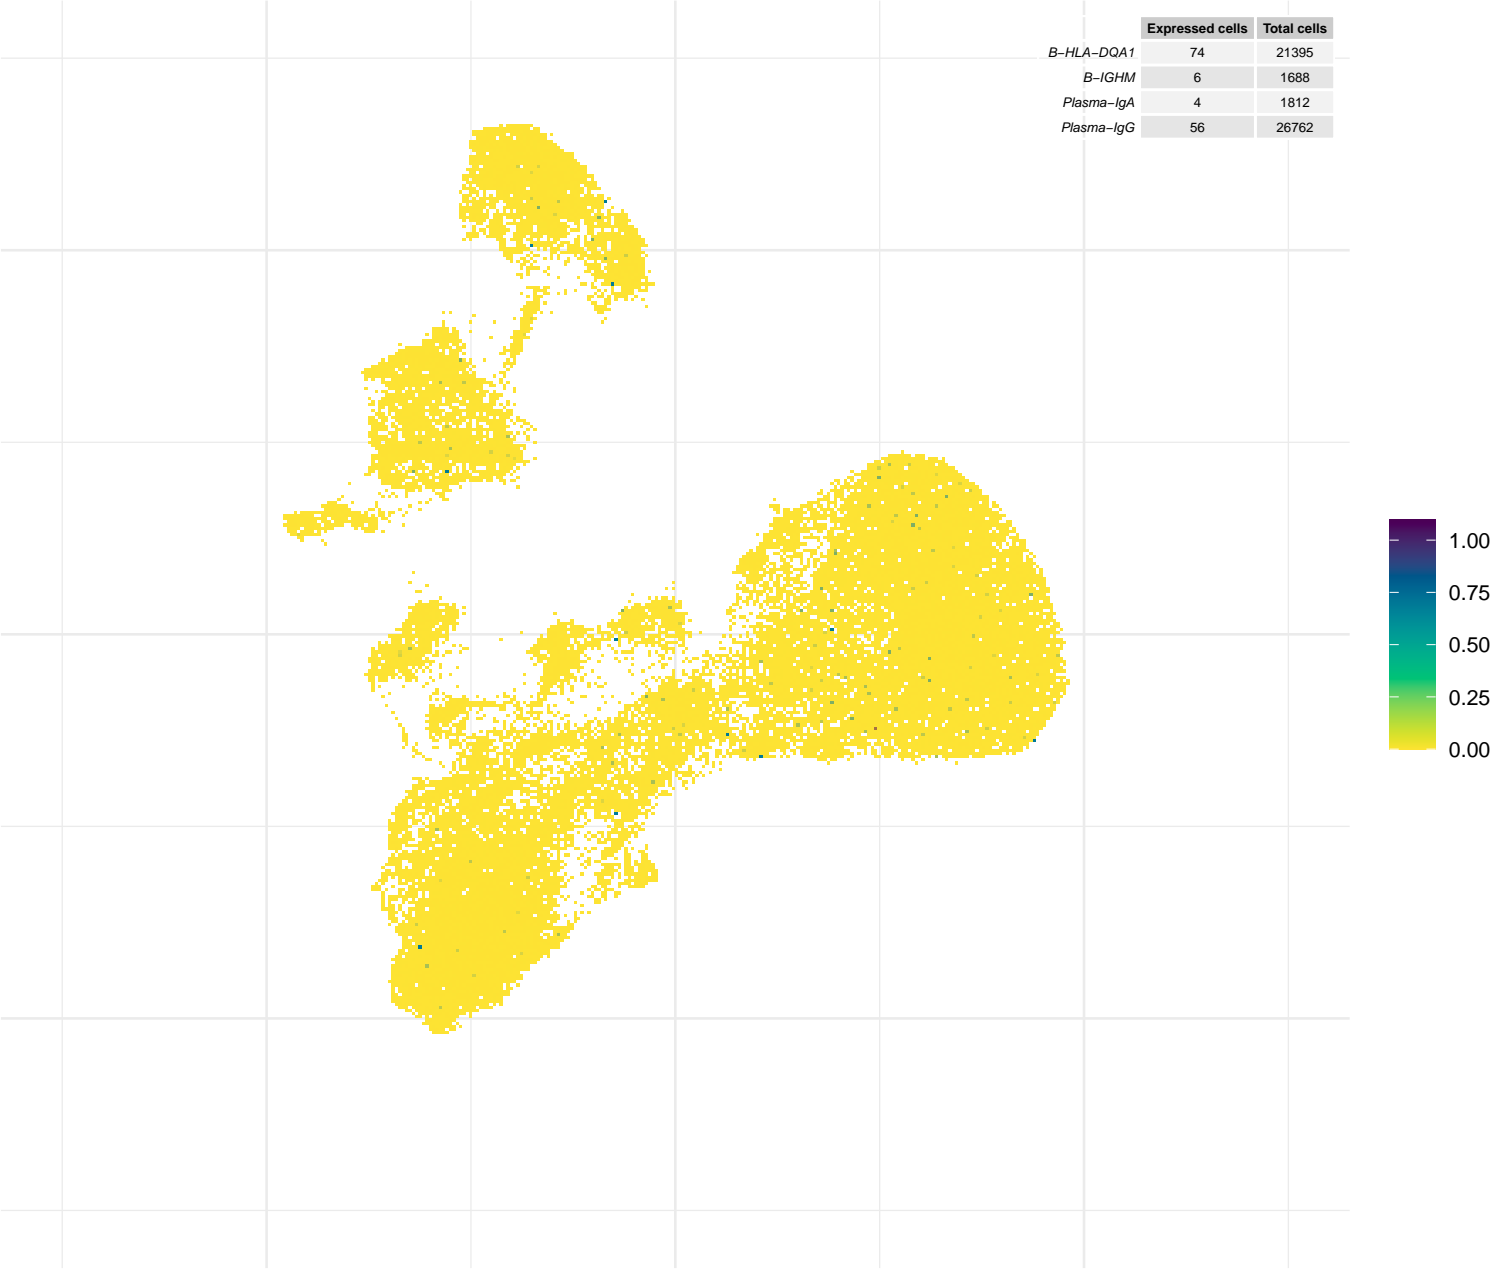 Expressed cells Total cells
B−HLA−DQA1 74 21395
B−IGHM 6 1688
Plasma−IgA 4 1812
Plasma−IgG 56 26762
1.00
0.75
0.50
0.25
0.00